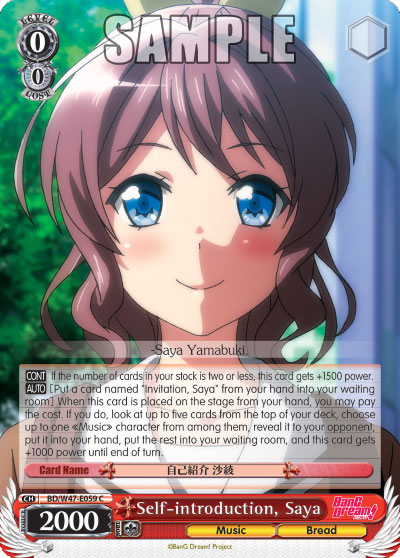 LEVEL
SAMPLE
0
0
COST
-Saya Yamabuki-
CONT If the number of cards in your stock is two or less, this card gets +1500 power.
AUTO [Put a card named "Invitation, Saya" from your hand into your waiting
room] When this card is placed on the stage from your hand, you may
pay the cost. If you do, look at up to five cards from the top of your deck, choose
up to one «Music» character from among them, reveal it to your opponent,
put it into your hand, put the rest into your waiting room, and this card gets
+1000 power until end of turn.
Card Name 自己紹介 沙綾
CH BD/W47-E059 C
POWER 2000 Self-introduction, Saya BanG Dream!
Music Bread
©BanG Dream! Project